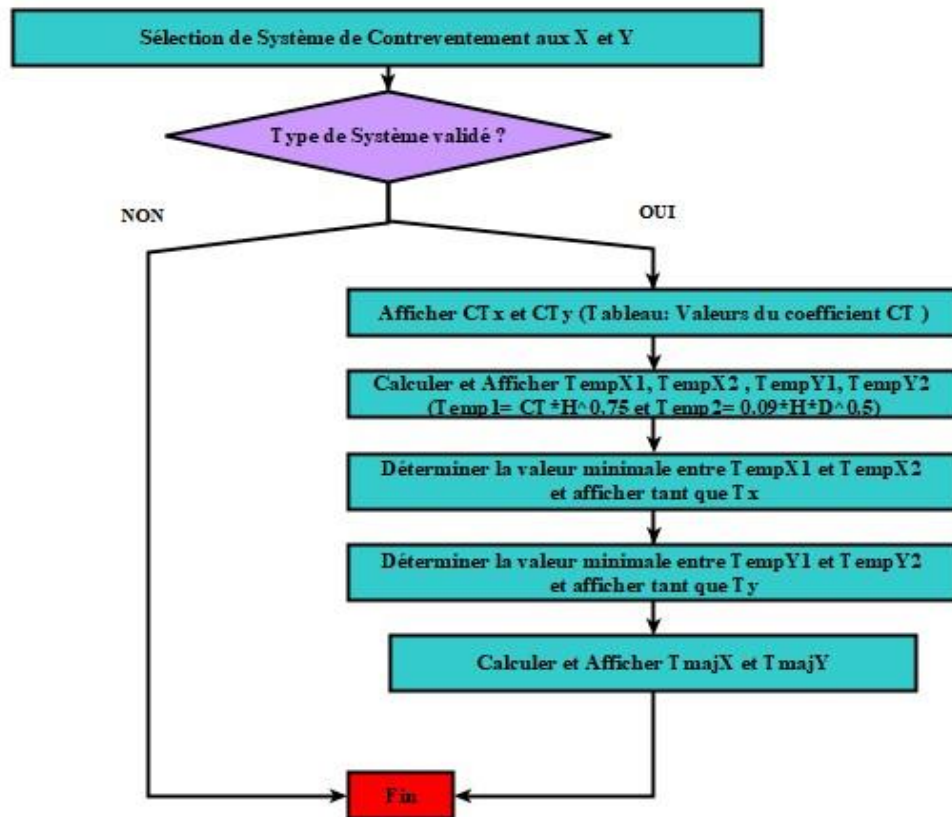 Sélection de Système de Contreventement aux X et Y
Type de Système validé ?
NON
OUI
Afficher CTx et CTy (Tableau: Valeurs du coefficient CT )
Calculer et Afficher TempX1, TempX2 , TempY1, TempY2
(Temp1= CT*H^0.75 et Temp2= 0.09*H*D^0.5)
Déterminer la valeur minimale entre TempX1 et TempX2
et afficher tant que Tx
Déterminer la valeur minimale entre TempY1 et TempY2
et afficher tant que Ty
Calculer et Afficher TmajX et TmajY
Fin